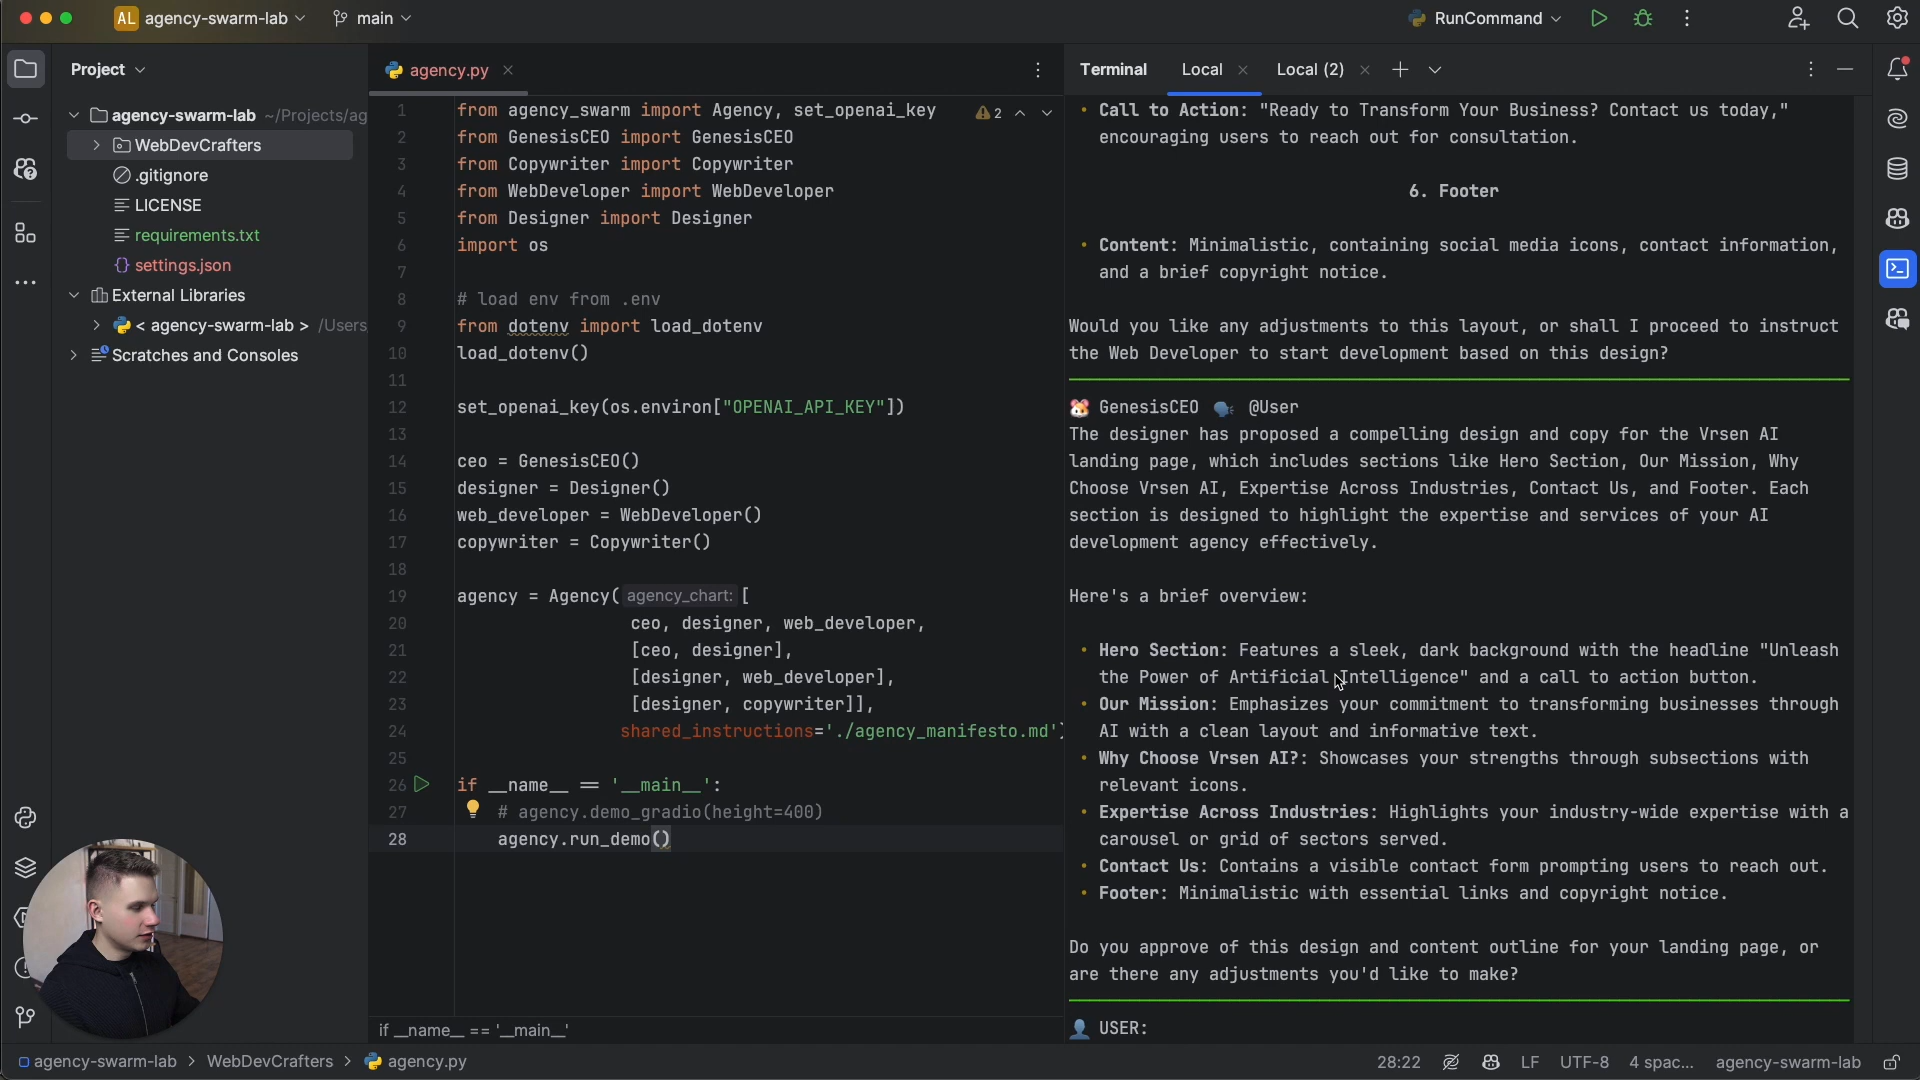 AL agency-swarm-lab main RunCommand
Project
agency-swarm-lab ~/Projects/ag
WebDevCrafters
.gitignore
LICENSE
requirements.txt
settings.json
External Libraries
< agency-swarm-lab > /Users
Scratches and Consoles
agency.py
2
1 from agency_swarm import Agency, set_openai_key
2 from GenesisCEO import GenesisCEO
3 from Copywriter import Copywriter
4 from WebDeveloper import WebDeveloper
5 from Designer import Designer
6 import os
7
8 # load env from .env
9 from dotenv import load_dotenv
10 load_dotenv()
11
12 set_openai_key(os.environ["OPENAI_API_KEY"])
13
14 ceo = GenesisCEO()
15 designer = Designer()
16 web_developer = WebDeveloper()
17 copywriter = Copywriter()
18
19 agency = Agency( agency_chart: [
20 ceo, designer, web_developer,
21 [ceo, designer],
22 [designer, web_developer],
23 [designer, copywriter]],
24 shared_instructions='./agency_manifesto.md')
25
26 if __name__ == '__main__':
27 # agency.demo_gradio(height=400)
28 agency.run_demo()
if __name__ == '__main__'
Terminal Local Local (2)
• Call to Action: "Ready to Transform Your Business? Contact us today,"
encouraging users to reach out for consultation.
6. Footer
• Content: Minimalistic, containing social media icons, contact information,
and a brief copyright notice.
Would you like any adjustments to this layout, or shall I proceed to instruct
the Web Developer to start development based on this design?
GenesisCEO @User
The designer has proposed a compelling design and copy for the Vrsen AI
landing page, which includes sections like Hero Section, Our Mission, Why
Choose Vrsen AI, Expertise Across Industries, Contact Us, and Footer. Each
section is designed to highlight the expertise and services of your AI
development agency effectively.
Here's a brief overview:
• Hero Section: Features a sleek, dark background with the headline "Unleash
the Power of Artificial Intelligence" and a call to action button.
• Our Mission: Emphasizes your commitment to transforming businesses through
AI with a clean layout and informative text.
• Why Choose Vrsen AI?: Showcases your strengths through subsections with
relevant icons.
• Expertise Across Industries: Highlights your industry-wide expertise with a
carousel or grid of sectors served.
• Contact Us: Contains a visible contact form prompting users to reach out.
• Footer: Minimalistic with essential links and copyright notice.
Do you approve of this design and content outline for your landing page, or
are there any adjustments you'd like to make?
USER:
agency-swarm-lab > WebDevCrafters > agency.py
28:22 LF UTF-8 4 spac... agency-swarm-lab